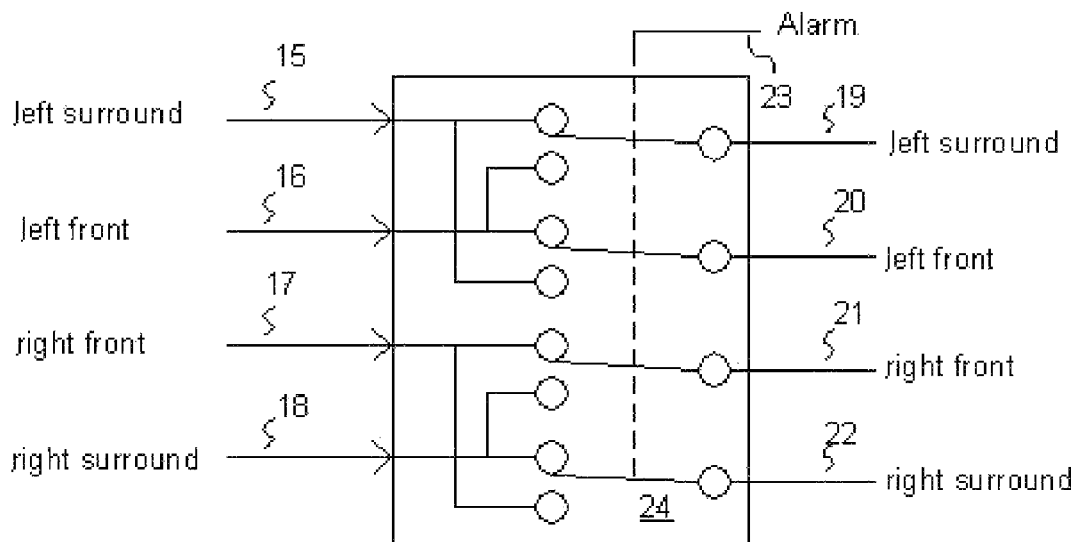 Alarm
15
23
19
left surround
left surround
16
20
left front
left front
17
21
right front
right front
18
22
right surround
right surround
24